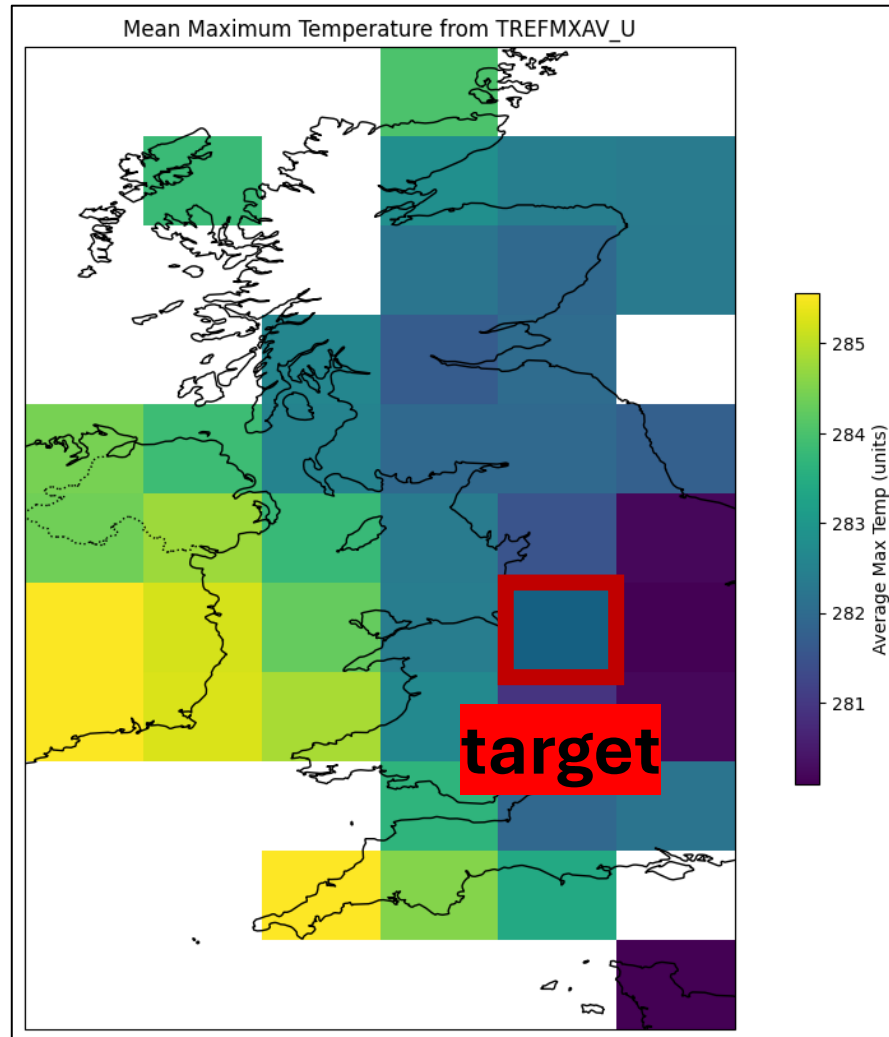 Mean Maximum Temperature from TREFMXAV_U
285
284
283
282
281
Average Max Temp (units)
target